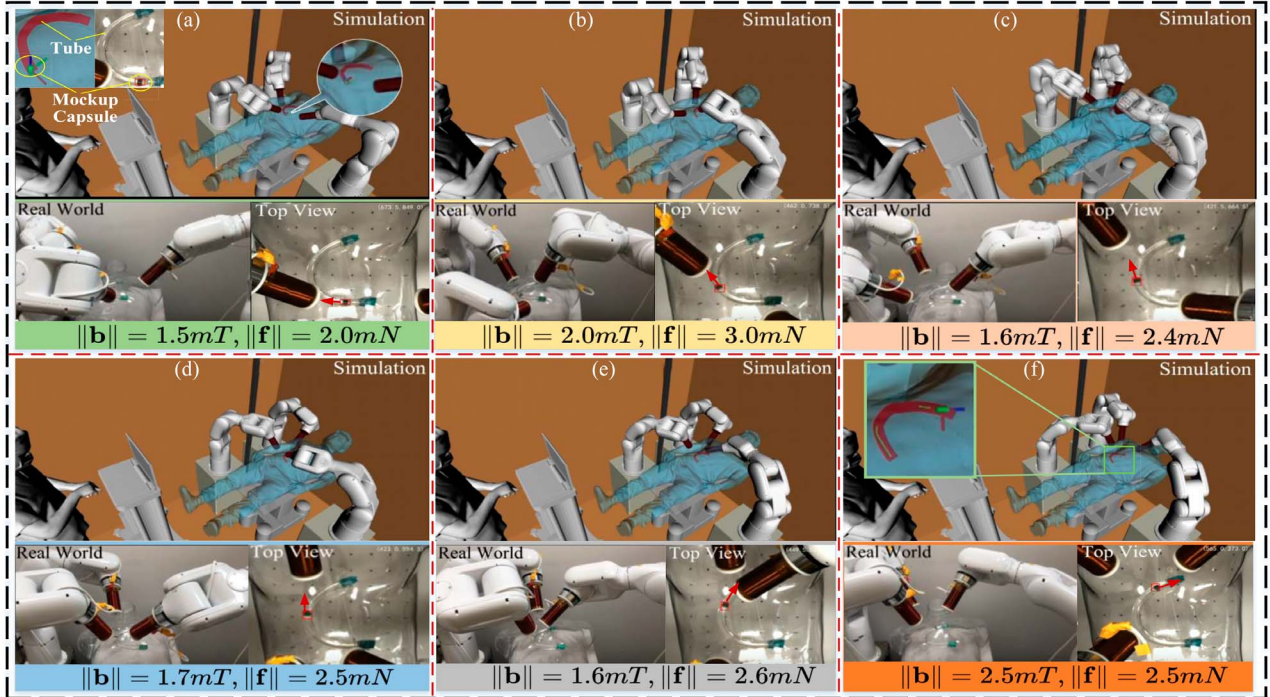 (a)
Simulation
Tube
Mockup
Capsule
Real World
Top View
‖b‖ = 1.5mT, ‖f‖ = 2.0mN
(b)
Simulation
Real World
Top View
‖b‖ = 2.0mT, ‖f‖ = 3.0mN
(c)
Simulation
Real World
Top View
‖b‖ = 1.6mT, ‖f‖ = 2.4mN
(d)
Simulation
Real World
Top View
‖b‖ = 1.7mT, ‖f‖ = 2.5mN
(e)
Simulation
Real World
Top View
‖b‖ = 1.6mT, ‖f‖ = 2.6mN
(f)
Simulation
Real World
Top View
‖b‖ = 2.5mT, ‖f‖ = 2.5mN